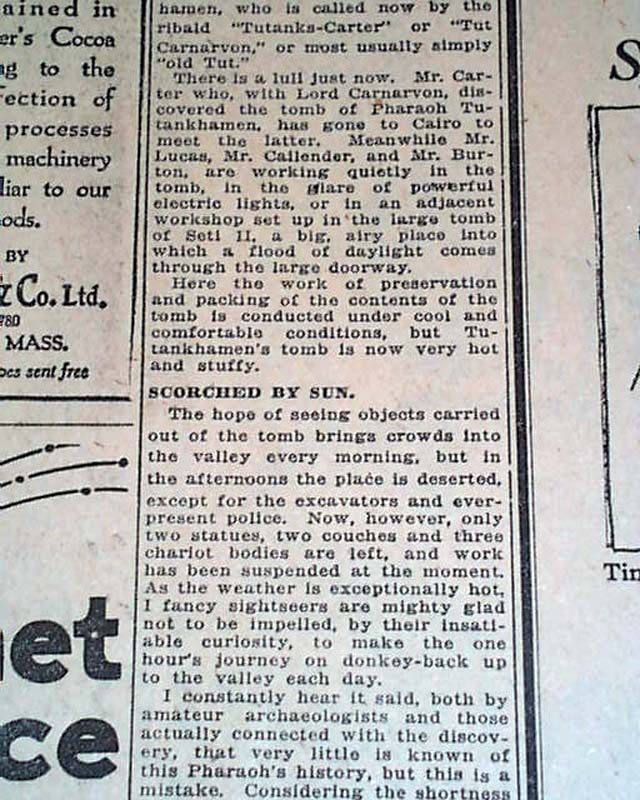 ained in
er's Cocoa
ng to the
fection of
processes
machinery
liar to our
ods.
BY
& Co. Ltd.
780
MASS.
sent free
et
ce
hamen, who is called now by the
ribald "Tutanks-Carter" or "Tut
Carnarvon," or most usually simply
"old Tut."
There is a lull just now. Mr. Car-
ter who, with Lord Carnarvon, dis-
covered the tomb of Pharaoh Tu-
tankhamen, has gone to Cairo to
meet the latter. Meanwhile Mr.
Lucas, Mr. Callender, and Mr. Bur-
ton, are working quietly in the
tomb, in the glare of powerful
electric lights, or in an adjacent
workshop set up in the large tomb
of Seti II, a big, airy place into
which a flood of daylight comes
through the large doorway.
Here the work of preservation
and packing of the contents of the
tomb is conducted under cool and
comfortable conditions, but Tu-
tankhamen's tomb is now very hot
and stuffy.
SCORCHED BY SUN.
The hope of seeing objects carried
out of the tomb brings crowds into
the valley every morning, but in
the afternoons the place is deserted,
except for the excavators and ever-
present police. Now, however, only
two statues, two couches and three
chariot bodies are left, and work
has been suspended at the moment.
As the weather is exceptionally hot,
I fancy sightseers are mighty glad
not to be impelled, by their insati-
able curiosity, to make the one
hour's journey on donkey-back up
to the valley each day.
I constantly hear it said, both by
amateur archaeologists and those
actually connected with the discov-
ery, that very little is known of
this Pharaoh's history, but this is a
mistake. Considering the shortness
S
Tin